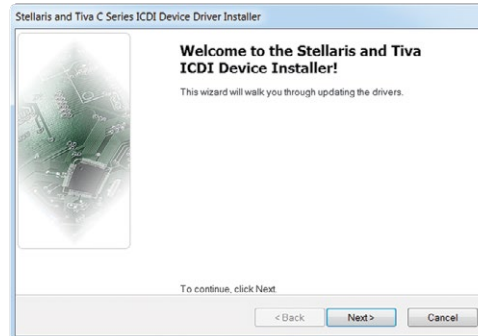 Stellaris and Tiva C Series ICDI Device Driver Installer
Welcome to the Stellaris and Tiva
ICDI Device Installer!
This wizard will walk you through updating the drivers.
To continue, click Next.
< Back Next > Cancel